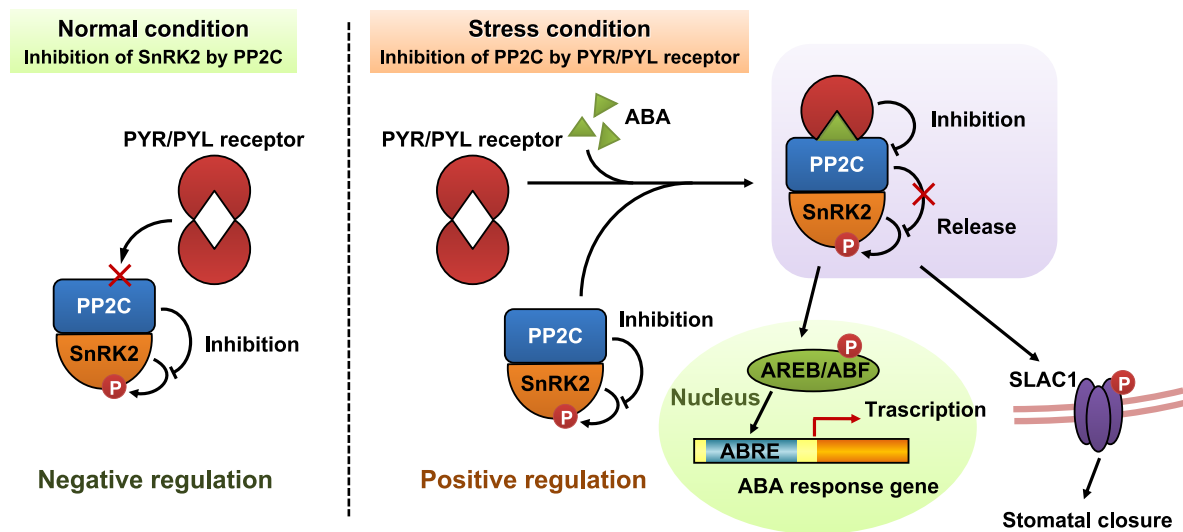 Normal condition
Inhibition of SnRK2 by PP2C
PYR/PYL receptor
PP2C
SnRK2
P
Inhibition
Negative regulation
Stress condition
Inhibition of PP2C by PYR/PYL receptor
ABA
PYR/PYL receptor
PP2C
SnRK2
P
Inhibition
Positive regulation
PP2C
SnRK2
P
Inhibition
Release
P
AREB/ABF
Nucleus
Trascription
ABRE
ABA response gene
SLAC1
P
Stomatal closure